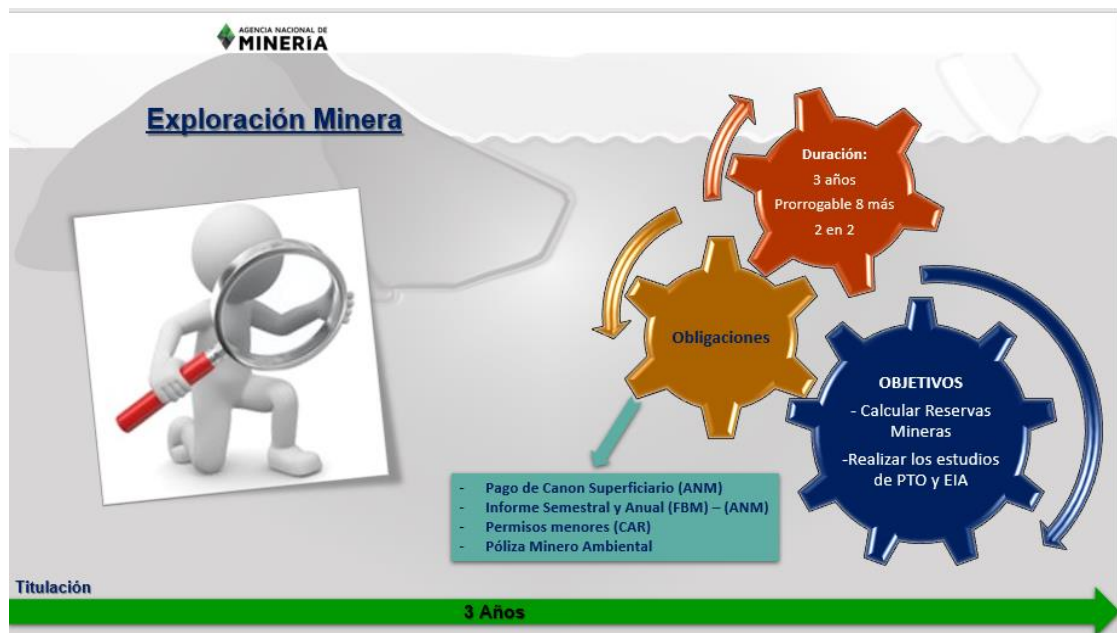 AGENCIA NACIONAL DE
MINERÍA
Exploración Minera
Duración:
3 años
Prorrogable 8 más
2 en 2
Obligaciones
OBJETIVOS
- Calcular Reservas
Mineras
-Realizar los estudios
de PTO y EIA
- Pago de Canon Superficiario (ANM)
- Informe Semestral y Anual (FBM) – (ANM)
- Permisos menores (CAR)
- Póliza Minero Ambiental
Titulación
3 Años